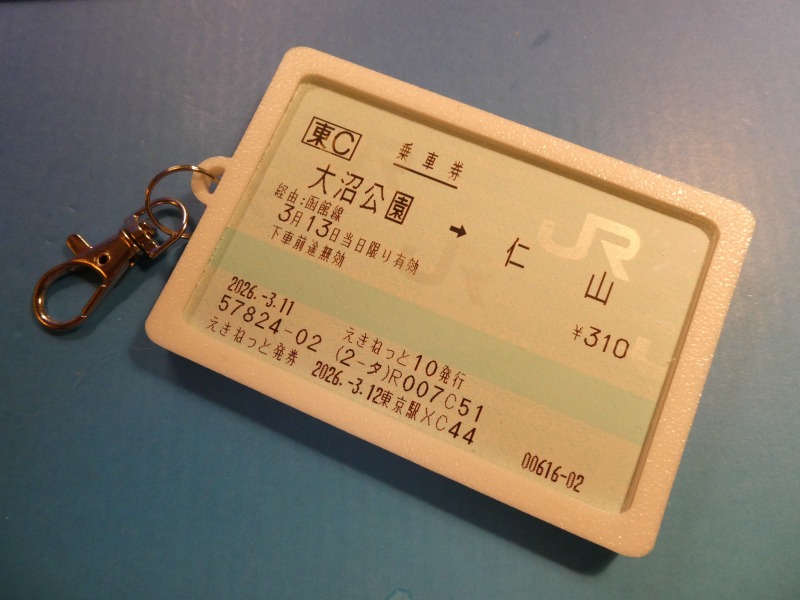 東C 乗車券
大沼公園 → 仁山
経由:函館線
3月13日当日限り有効 ¥310
下車前途無効
2026.-3.11 えきねっと10発行
57824-02 (2-タ)R007C51
えきねっと発券 2026.-3.12東京駅XC44
00616-02
JR